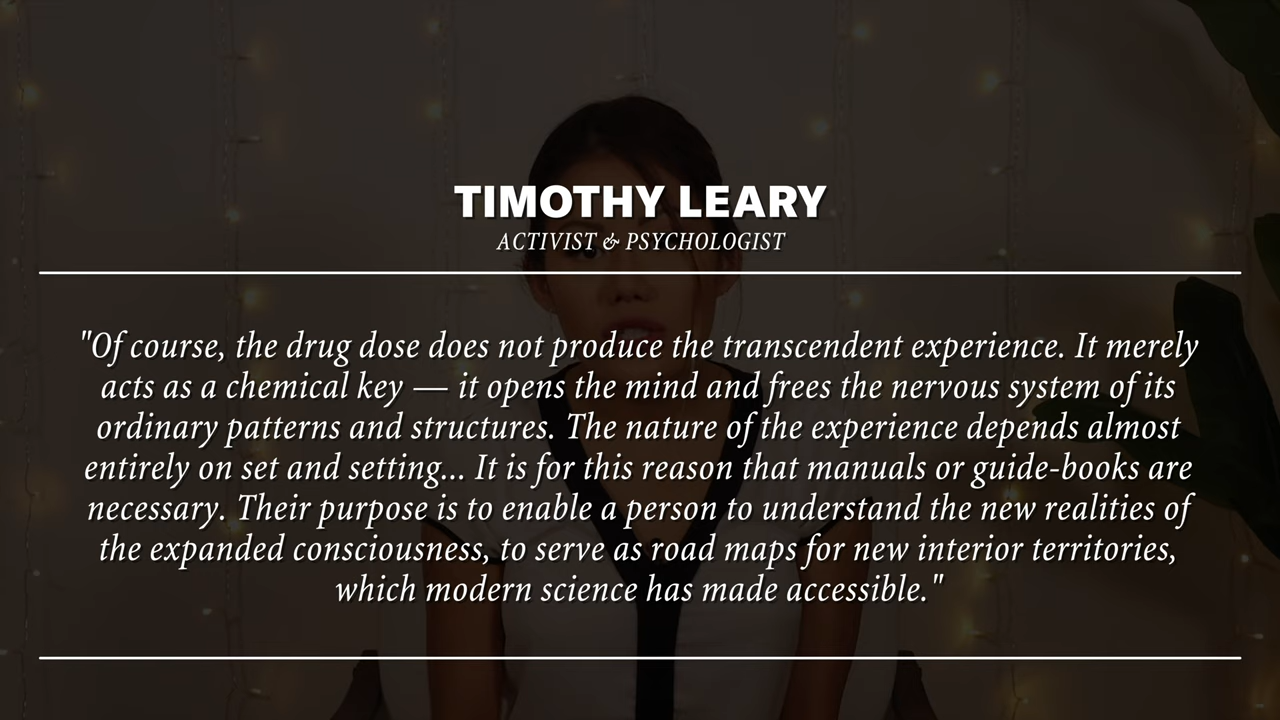 TIMOTHY LEARY
ACTIVIST & PSYCHOLOGIST
"Of course, the drug dose does not produce the transcendent experience. It merely
acts as a chemical key — it opens the mind and frees the nervous system of its
ordinary patterns and structures. The nature of the experience depends almost
entirely on set and setting... It is for this reason that manuals or guide-books are
necessary. Their purpose is to enable a person to understand the new realities of
the expanded consciousness, to serve as road maps for new interior territories,
which modern science has made accessible."